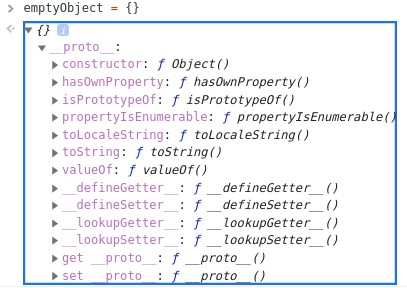 emptyObject = {}
{} i
__proto__:
constructor: ƒ Object()
hasOwnProperty: ƒ hasOwnProperty()
isPrototypeOf: ƒ isPrototypeOf()
propertyIsEnumerable: ƒ propertyIsEnumerable()
toLocaleString: ƒ toLocaleString()
toString: ƒ toString()
valueOf: ƒ valueOf()
__defineGetter__: ƒ __defineGetter__()
__defineSetter__: ƒ __defineSetter__()
__lookupGetter__: ƒ __lookupGetter__()
__lookupSetter__: ƒ __lookupSetter__()
get __proto__: ƒ __proto__()
set __proto__: ƒ __proto__()